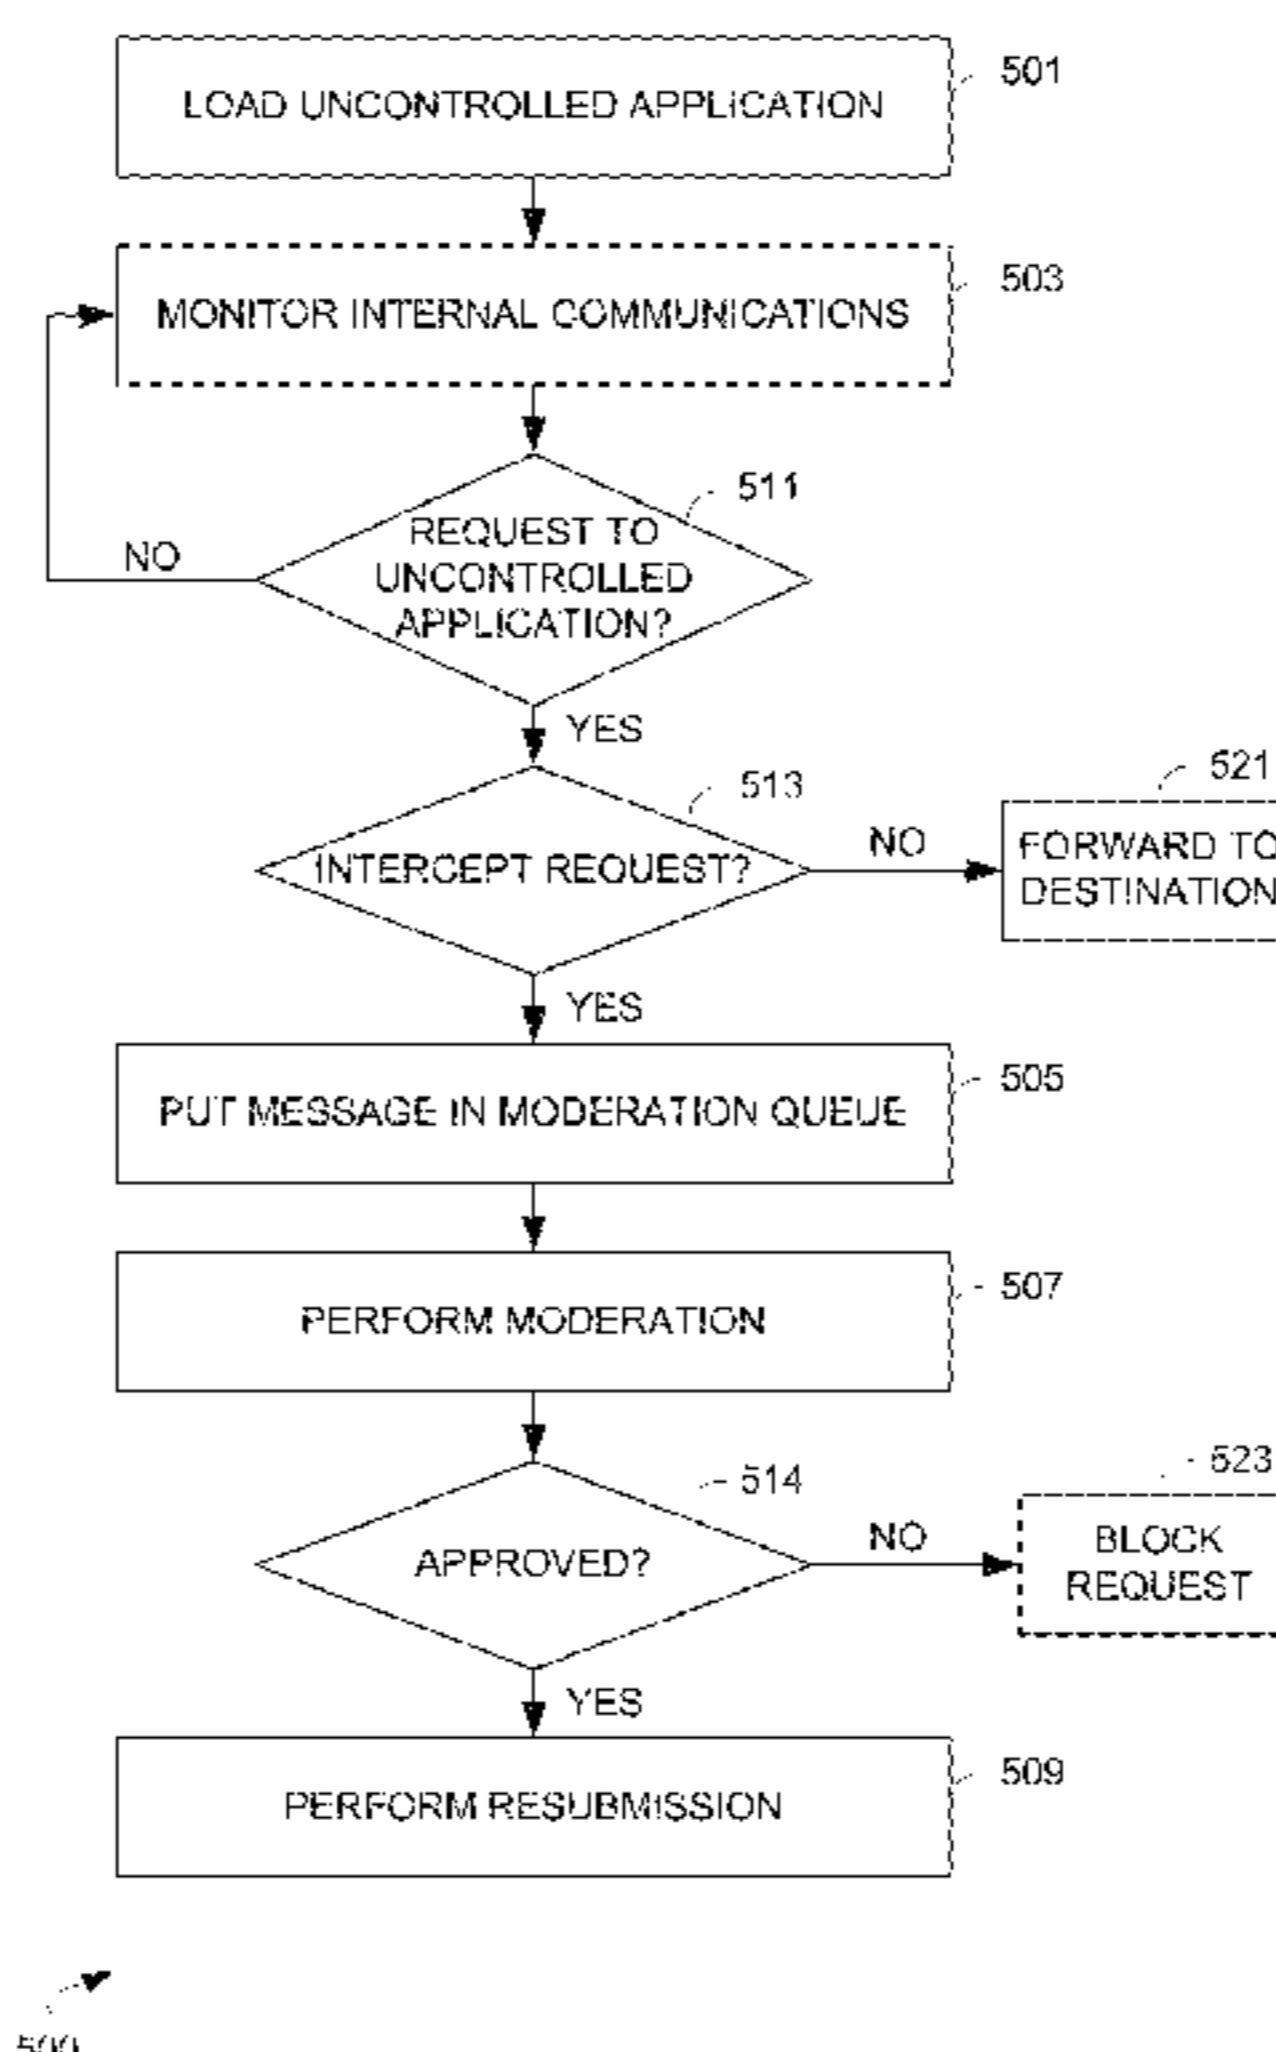 LOAD UNCONTROLLED APPLICATION
501
MONITOR INTERNAL COMMUNICATIONS
503
511
REQUEST TO
UNCONTROLLED
APPLICATION?
NO
YES
513
INTERCEPT REQUEST?
NO
521
FORWARD TO
DESTINATION
YES
PUT MESSAGE IN MODERATION QUEUE
505
PERFORM MODERATION
507
514
APPROVED?
NO
523
BLOCK
REQUEST
YES
PERFORM RESUBMISSION
509
500